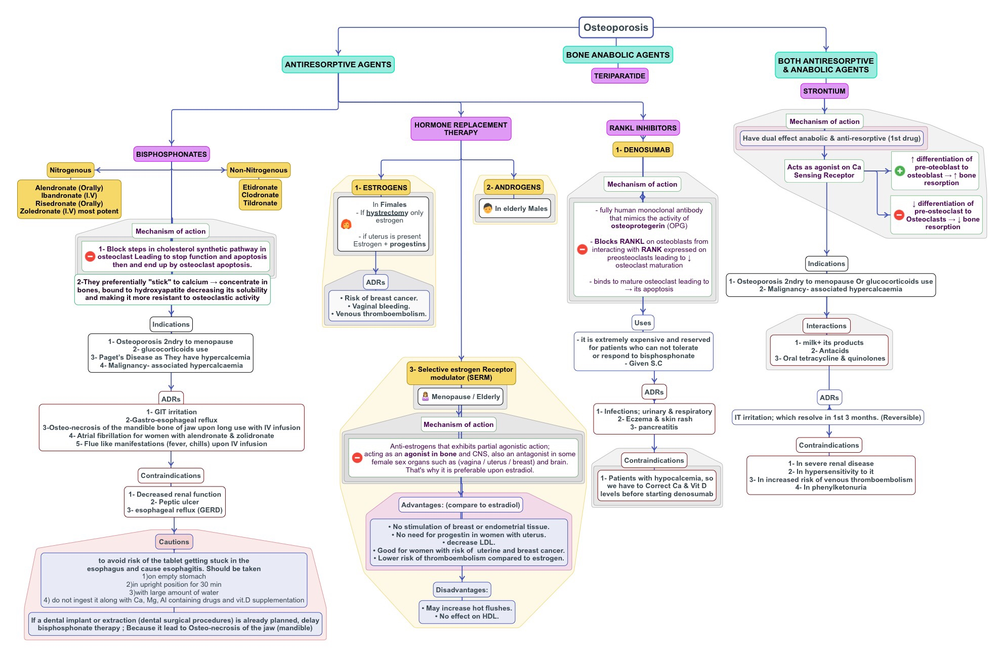 Osteoporosis
ANTIRESORPTIVE AGENTS
BISPHOSPHONATES
Nitrogenous
Alendronate (Orally)
Ibandronate (I.V)
Risedronate (Orally)
Zoledronate (I.V) most potent
Non-Nitrogenous
Etidronate
Clodronate
Tildronate
Mechanism of action
1- Block steps in cholesterol synthetic pathway in
osteoclast Leading to stop function and apoptosis
then and end up by osteoclast apoptosis.
2-They preferentially "stick" to calcium → concentrate in
bones, bound to hydroxyapatite decreasing its solubility
and making it more resistant to osteoclastic activity
Indications
1- Osteoporosis 2ndry to menopause
2- glucocorticoids use
3- Paget's Disease as They have hypercalcemia
4- Malignancy- associated hypercalcaemia
ADRs
1- GIT irritation
2-Gastro-esophageal reflux
3-Osteo-necrosis of the mandible bone of jaw upon long use with IV infusion
4- Atrial fibrillation for women with alendronate & zolidronate
5- Flue like manifestations (fever, chills) upon IV infusion
Contraindications
1- Decreased renal function
2- Peptic ulcer
3- esophageal reflux (GERD)
Cautions
to avoid risk of the tablet getting stuck in the
esophagus and cause esophagitis. Should be taken
1)on empty stomach
2)in upright position for 30 min
3)with large amount of water
4) do not ingest it along with Ca, Mg, Al containing drugs and vit.D supplementation
If a dental implant or extraction (dental surgical procedures) is already planned, delay
bisphosphonate therapy ; Because it lead to Osteo-necrosis of the jaw (mandible)
HORMONE REPLACEMENT
THERAPY
1- ESTROGENS
In Fimales
- If hystrectomy only
estrogen
- if uterus is present
Estrogen + progestins
ADRs
• Risk of breast cancer.
• Vaginal bleeding.
• Venous thromboembolism.
2- ANDROGENS
In elderly Males
3- Selective estrogen Receptor
modulator (SERM)
Menopause / Elderly
Mechanism of action
Anti-estrogens that exhibits partial agonistic action;
acting as an agonist in bone and CNS, also an antagonist in some
female sex organs such as (vagina / uterus / breast) and brain.
That's why it is preferable upon estradiol.
Advantages: (compare to estradiol)
• No stimulation of breast or endometrial tissue.
• No need for progestin in women with uterus.
• decrease LDL.
• Good for women with risk of uterine and breast cancer.
• Lower risk of thromboembolism compared to estrogen.
Disadvantages:
• May increase hot flushes.
• No effect on HDL.
RANKL INHIBITORS
1- DENOSUMAB
Mechanism of action
- fully human monoclonal antibody
that mimics the activity of
osteoprotegerin (OPG)
- Blocks RANKL on osteoblasts from
interacting with RANK expressed on
preosteoclasts leading to ↓
osteoclast maturation
- binds to mature osteoclast leading to
→ its apoptosis
Uses
- it is extremely expensive and reserved
for patients who can not tolerate
or respond to bisphosphonate
- Given S.C
ADRs
1- Infections; urinary & respiratory
2- Eczema & skin rash
3- pancreatitis
Contraindications
1- Patients with hypocalcemia, so
we have to Correct Ca & Vit D
levels before starting denosumab
BONE ANABOLIC AGENTS
TERIPARATIDE
BOTH ANTIRESORPTIVE
& ANABOLIC AGENTS
STRONTIUM
Mechanism of action
Have dual effect anabolic & anti-resorptive (1st drug)
Acts as agonist on Ca
Sensing Receptor
↑ differentiation of
pre-oteoblast to
osteoblast → ↑ bone
resorption
↓ differentiation of
pre-osteoclast to
Osteoclasts → ↓ bone
resorption
Indications
1- Osteoporosis 2ndry to menopause Or glucocorticoids use
2- Malignancy- associated hypercalcaemia
Interactions
1- milk+ its products
2- Antacids
3- Oral tetracycline & quinolones
ADRs
IT irritation; which resolve in 1st 3 months. (Reversible)
Contraindications
1- In severe renal disease
2- In hypersensitivity to it
3- In increased risk of venous thromboembolism
4- In phenylketonuria